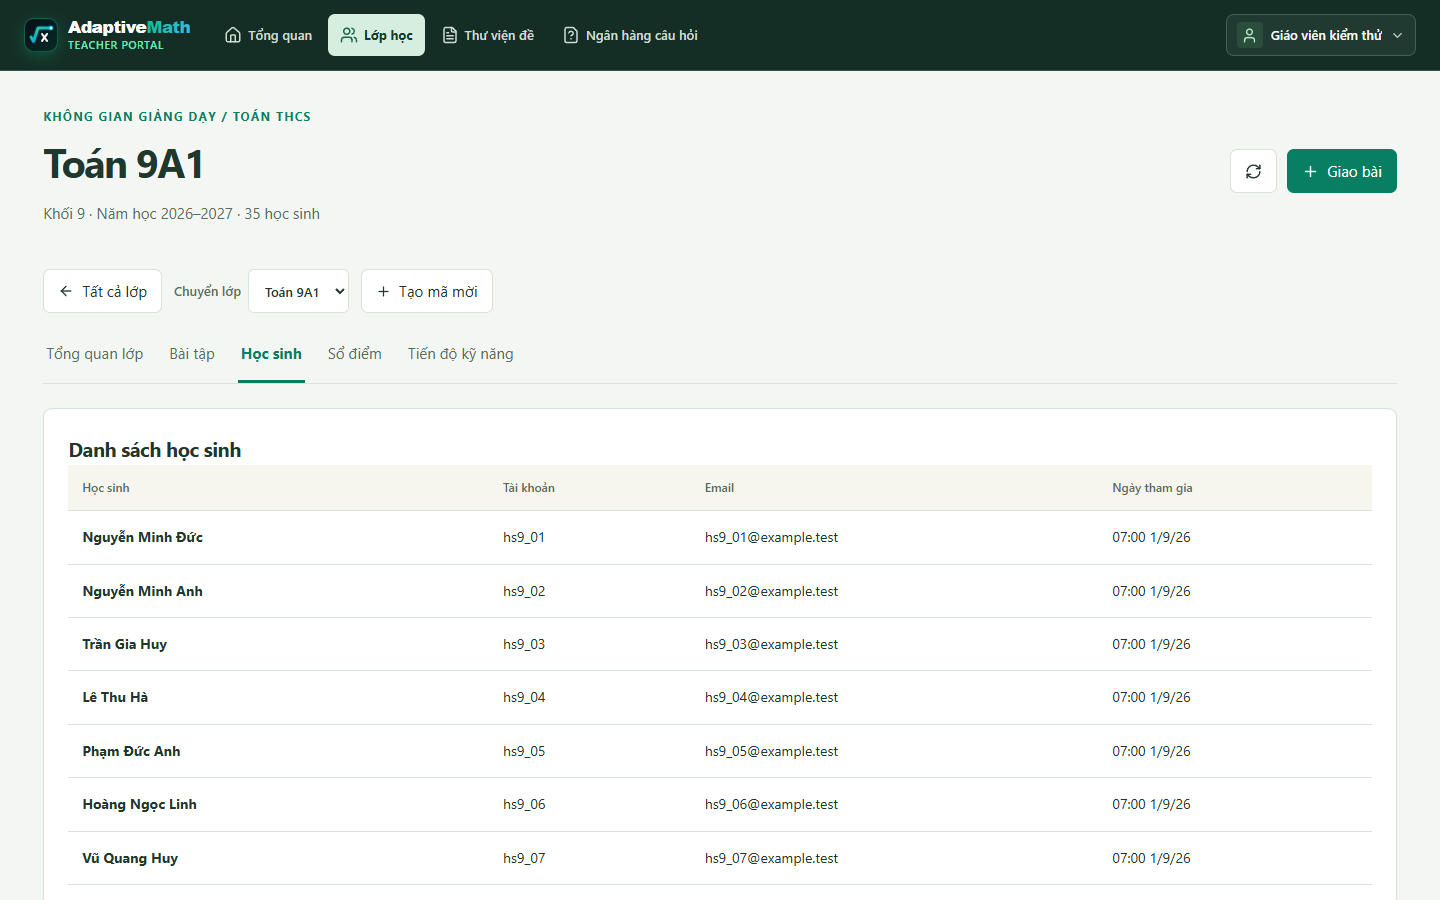 AdaptiveMath
TEACHER PORTAL
Tổng quan
Lớp học
Thư viện đề
Ngân hàng câu hỏi
Giáo viên kiểm thử
KHÔNG GIAN GIẢNG DẠY / TOÁN THCS
Toán 9A1
Khối 9 · Năm học 2026–2027 · 35 học sinh
Giao bài
Tất cả lớp
Chuyển lớp
Toán 9A1
Tạo mã mời
Tổng quan lớp
Bài tập
Học sinh
Sổ điểm
Tiến độ kỹ năng
Danh sách học sinh
Học sinh Tài khoản Email Ngày tham gia
Nguyễn Minh Đức hs9_01 hs9_01@example.test 07:00 1/9/26
Nguyễn Minh Anh hs9_02 hs9_02@example.test 07:00 1/9/26
Trần Gia Huy hs9_03 hs9_03@example.test 07:00 1/9/26
Lê Thu Hà hs9_04 hs9_04@example.test 07:00 1/9/26
Phạm Đức Anh hs9_05 hs9_05@example.test 07:00 1/9/26
Hoàng Ngọc Linh hs9_06 hs9_06@example.test 07:00 1/9/26
Vũ Quang Huy hs9_07 hs9_07@example.test 07:00 1/9/26